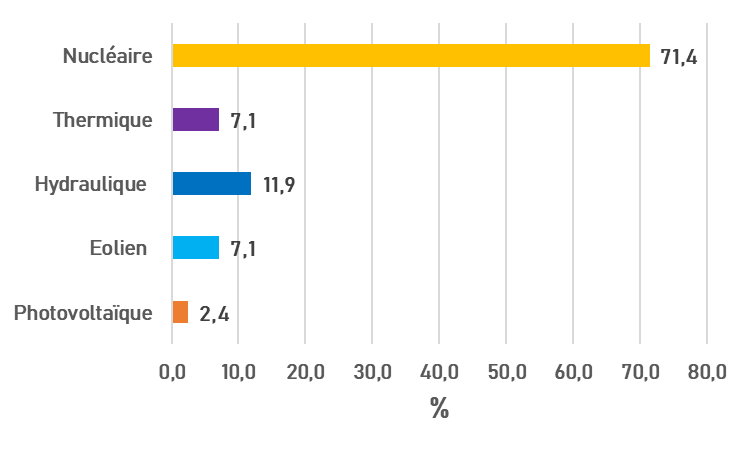 Nucléaire 71,4
Thermique 7,1
Hydraulique 11,9
Eolien 7,1
Photovoltaïque 2,4
0,0 10,0 20,0 30,0 40,0 50,0 60,0 70,0 80,0
%